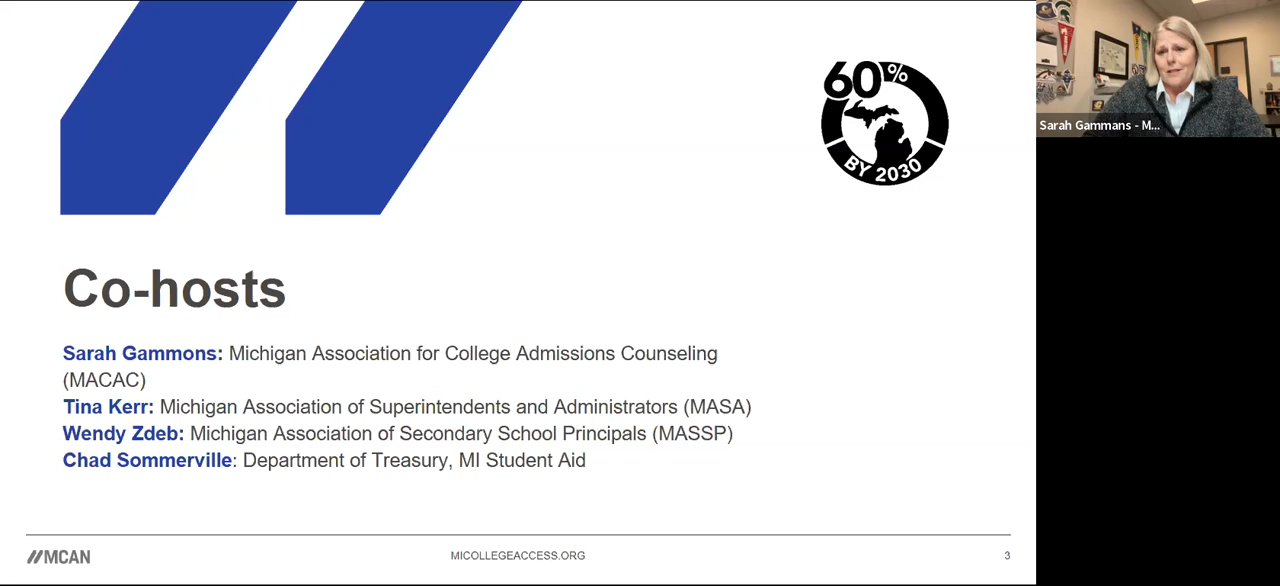 60%
BY 2030
Sarah Gammans - M...
Co-hosts
Sarah Gammons: Michigan Association for College Admissions Counseling
(MACAC)
Tina Kerr: Michigan Association of Superintendents and Administrators (MASA)
Wendy Zdeb: Michigan Association of Secondary School Principals (MASSP)
Chad Sommerville: Department of Treasury, MI Student Aid
MCAN
MICOLLEGEACCESS.ORG
3